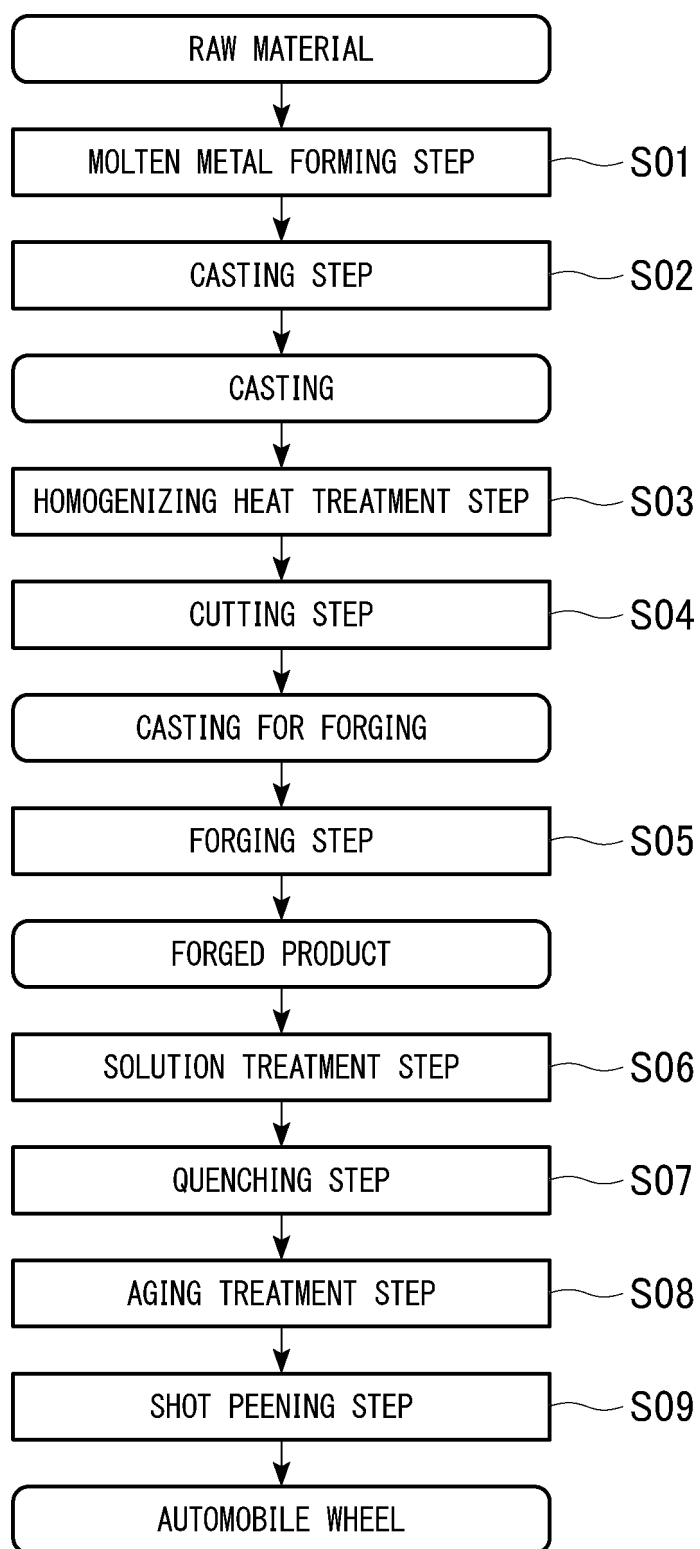 RAW MATERIAL
MOLTEN METAL FORMING STEP S01
CASTING STEP S02
CASTING
HOMOGENIZING HEAT TREATMENT STEP S03
CUTTING STEP S04
CASTING FOR FORGING
FORGING STEP S05
FORGED PRODUCT
SOLUTION TREATMENT STEP S06
QUENCHING STEP S07
AGING TREATMENT STEP S08
SHOT PEENING STEP S09
AUTOMOBILE WHEEL